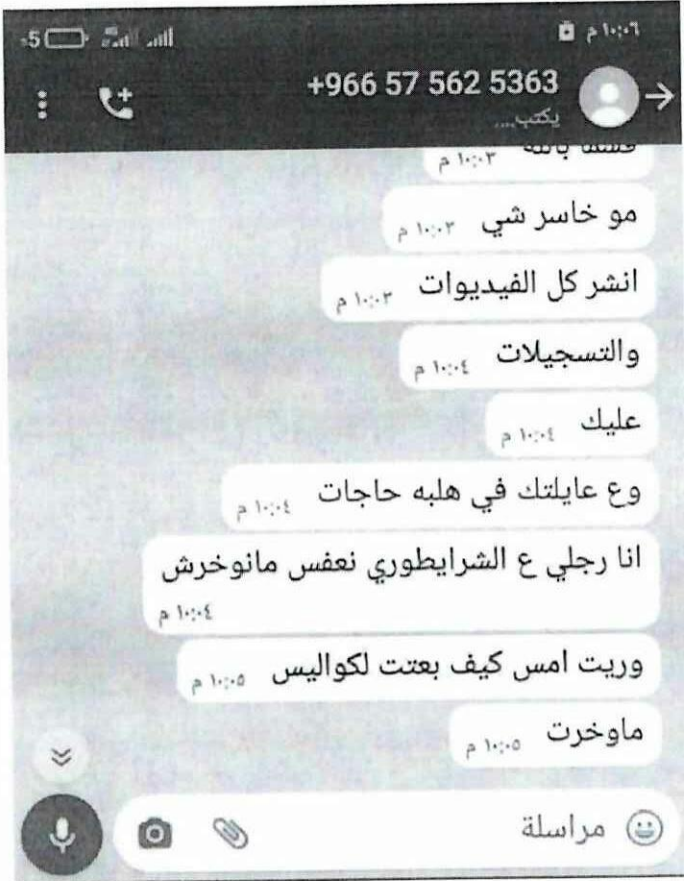 ١٠:٠٦ م
5
+966 57 562 5363
يكتب...
١٠:٠٣ م
مو خاسر شي ١٠:٠٣ م
انشر كل الفيديوات ١٠:٠٣ م
والتسجيلات ١٠:٠٤ م
عليك ١٠:٠٤ م
وع عايلتك في هلبه حاجات ١٠:٠٤ م
انا رجلي ع الشرايطوري نعفس مانوخرش
١٠:٠٤ م
وريت امس كيف بعتت لكواليس ١٠:٠٥ م
ماوخرت ١٠:٠٥ م
مراسلة